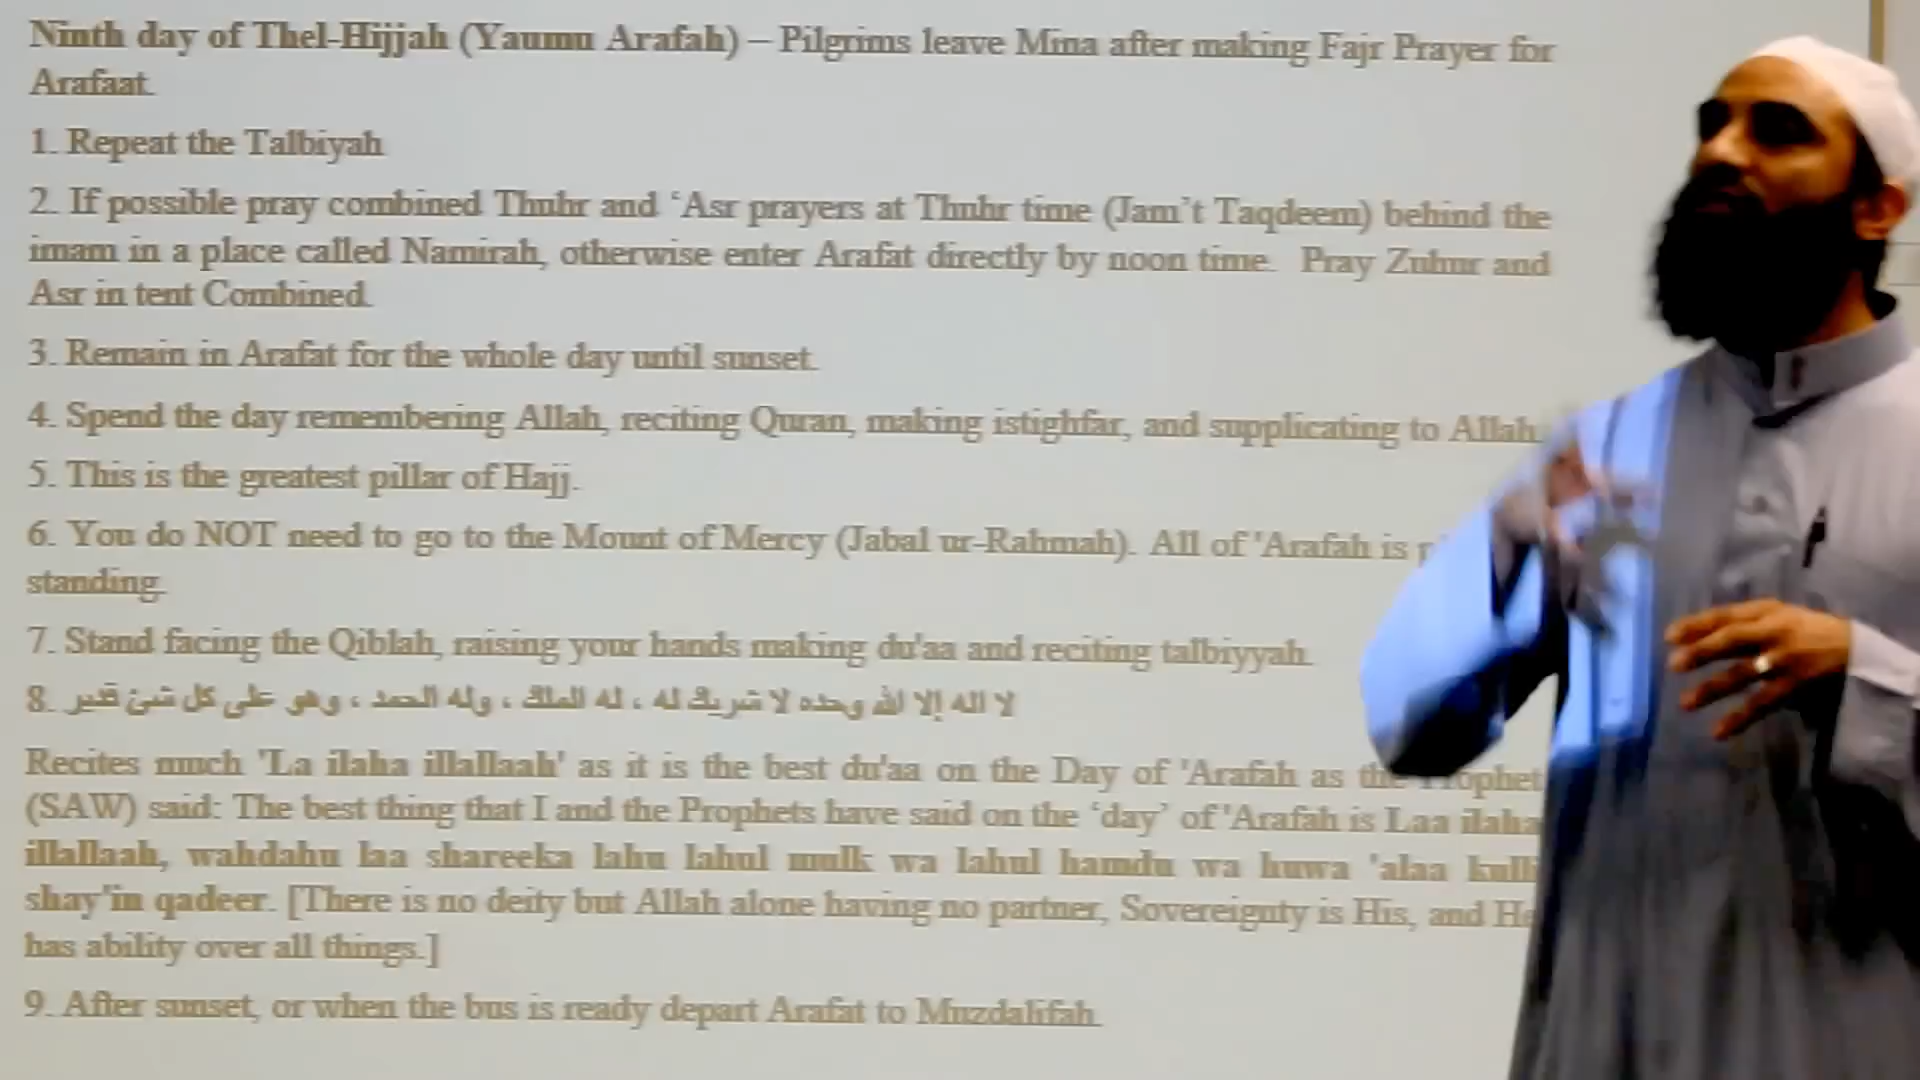 Ninth day of Thel-Hijjah (Yaumu Arafah) – Pilgrims leave Mina after making Fajr Prayer for
Arafaat.
1. Repeat the Talbiyah
2. If possible pray combined Thuhr and ‘Asr prayers at Thuhr time (Jam’t Taqdeem) behind the
imam in a place called Namirah, otherwise enter Arafat directly by noon time. Pray Zuhur and
Asr in tent Combined.
3. Remain in Arafat for the whole day until sunset.
4. Spend the day remembering Allah, reciting Quran, making istighfar, and supplicating to Allah.
5. This is the greatest pillar of Hajj.
6. You do NOT need to go to the Mount of Mercy (Jabal ur-Rahmah). All of 'Arafah is
standing.
7. Stand facing the Qiblah, raising your hands making du'aa and reciting talbiyyah.
8. لا اله إلا الله وحده لا شريك له ، له الملك ، وله الحمد ، وهو على كل شئ قدير
Recites much 'La ilaha illallaah' as it is the best du'aa on the Day of 'Arafah as the Prophet
(SAW) said: The best thing that I and the Prophets have said on the ‘day’ of 'Arafah is Laa ilaha
illallaah, wahdahu laa shareeka lahu lahul mulk wa lahul hamdu wa huwa 'alaa kulli
shay'in qadeer. [There is no deity but Allah alone having no partner, Sovereignty is His, and He
has ability over all things.]
9. After sunset, or when the bus is ready depart Arafat to Muzdalifah.